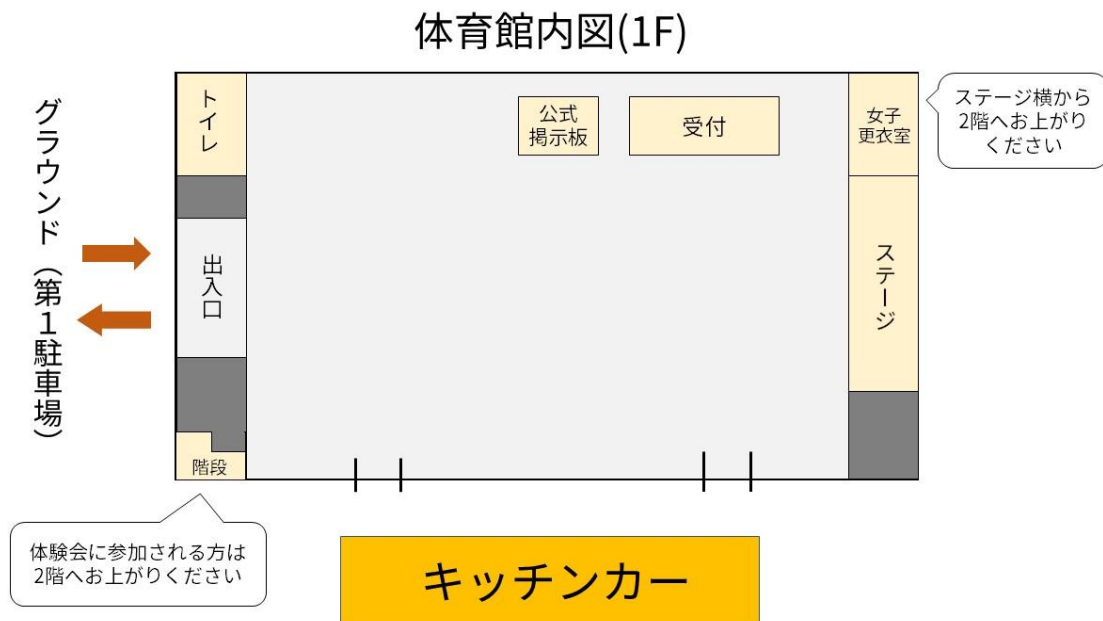 体育館内図(1F)
グラウンド（第１駐車場）
トイレ
公式
掲示板
受付
女子
更衣室
ステージ横から
2階へお上がり
ください
出入口
ステージ
階段
体験会に参加される方は
2階へお上がりください
キッチンカー